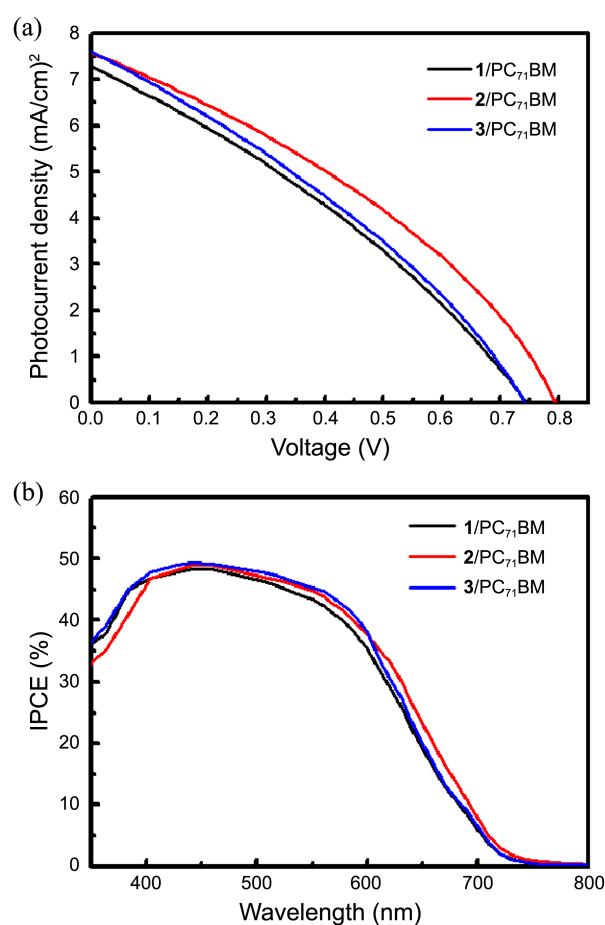 (a)
8
7
6
5
4
3
2
1
0
Photocurrent density (mA/cm)²
1/PC₇₁BM
2/PC₇₁BM
3/PC₇₁BM
0.0 0.1 0.2 0.3 0.4 0.5 0.6 0.7 0.8
Voltage (V)
(b)
60
50
40
30
20
10
0
IPCE (%)
1/PC₇₁BM
2/PC₇₁BM
3/PC₇₁BM
400 500 600 700 800
Wavelength (nm)